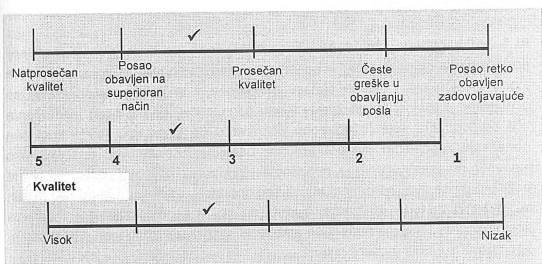 ✓
Natprosečan kvalitet
Posao obavljen na superioran način
Prosečan kvalitet
Česte greške u obavljanju posla
Posao retko obavljen zadovoljavajuće
✓
5 4 3 2 1
Kvalitet
✓
Visok Nizak